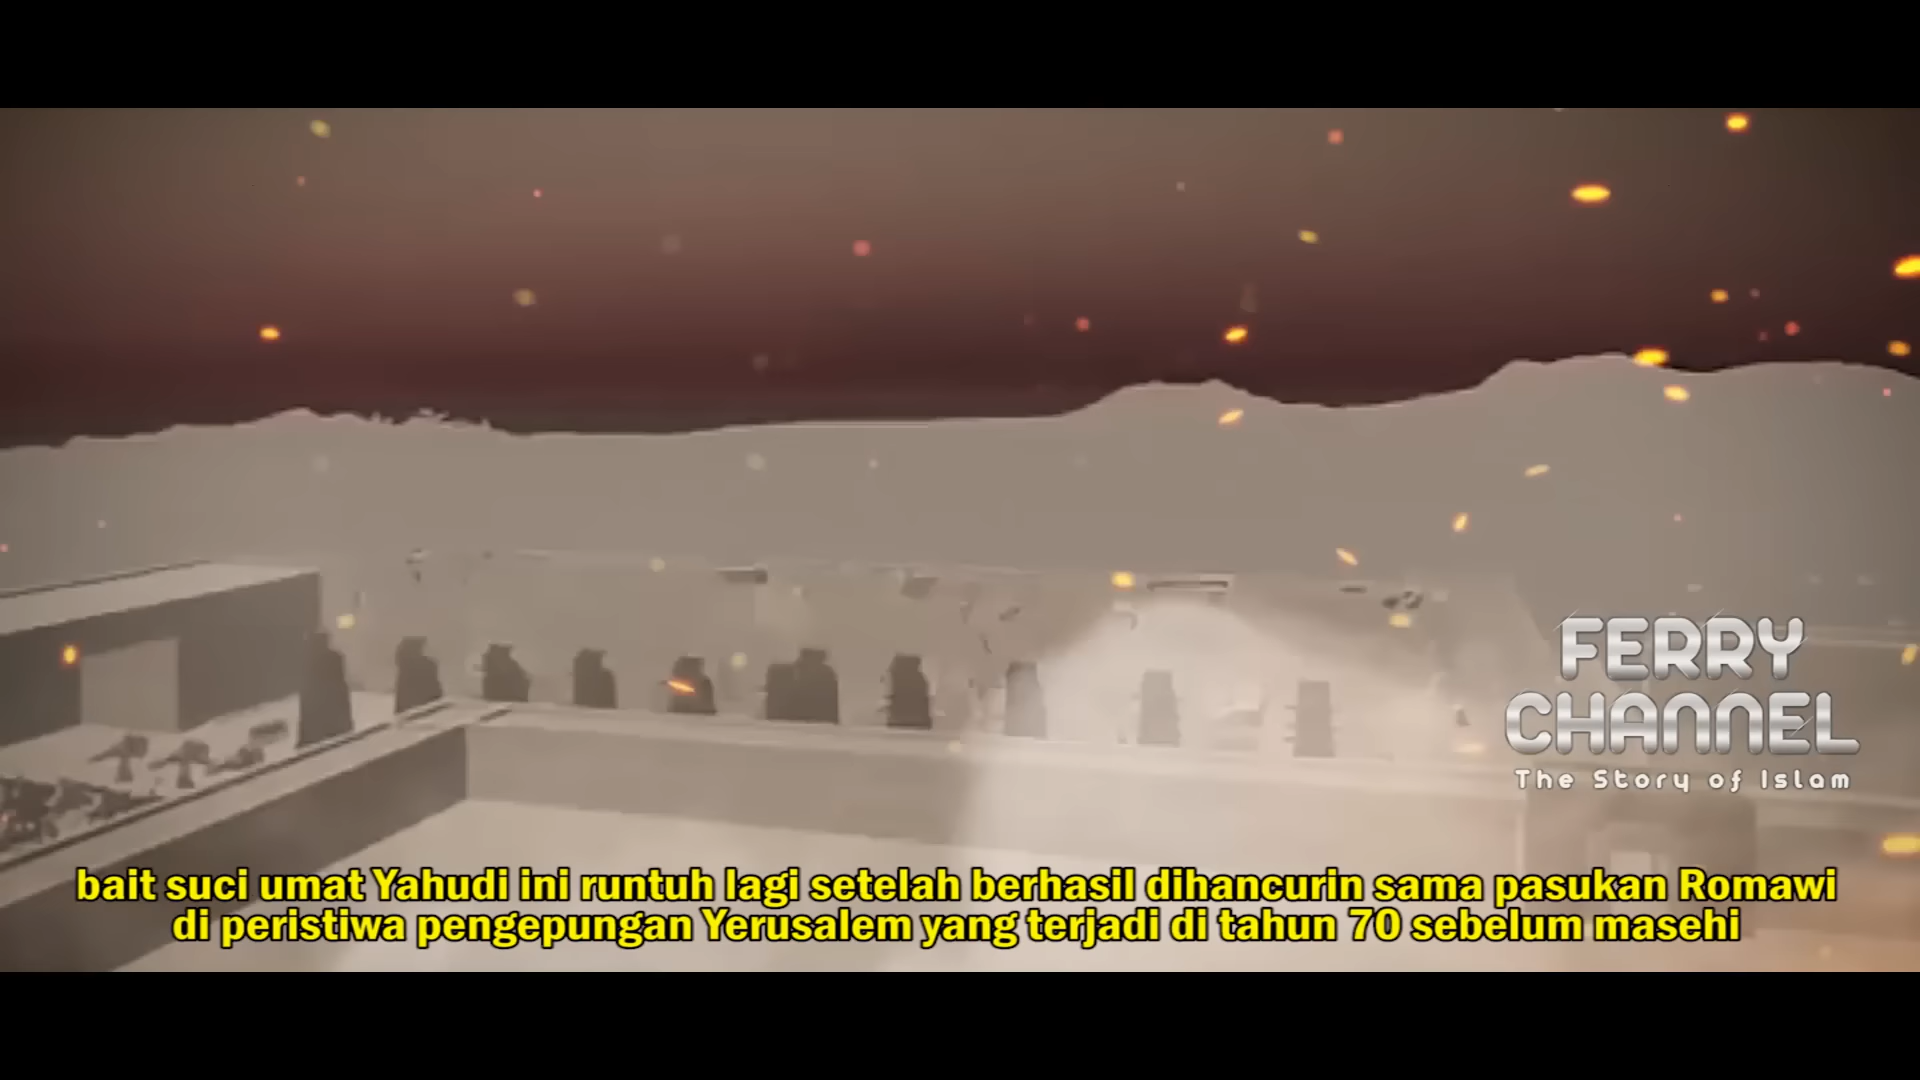 FERRY
CHANNEL
The Story of Islam
bait suci umat Yahudi ini runtuh lagi setelah berhasil dihancurin sama pasukan Romawi
di peristiwa pengepungan Yerusalem yang terjadi di tahun 70 sebelum masehi